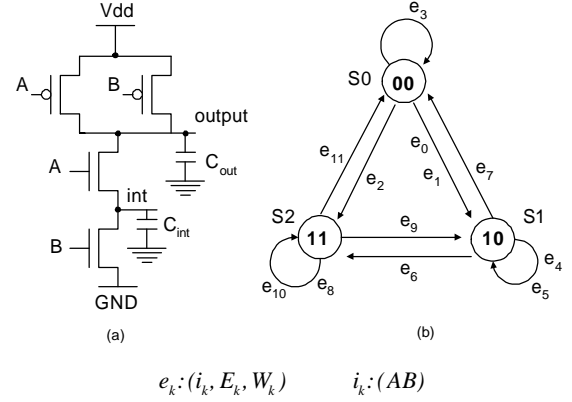 Vdd
A
B
output
A
C_out
int
B
C_int
GND
(a)
e_3
S0
00
e_11
e_0
e_2
e_1
e_7
S2
S1
11
e_9
10
e_6
e_4
e_10
e_8
e_5
(b)
e_k:(i_k, E_k, W_k) i_k:(AB)